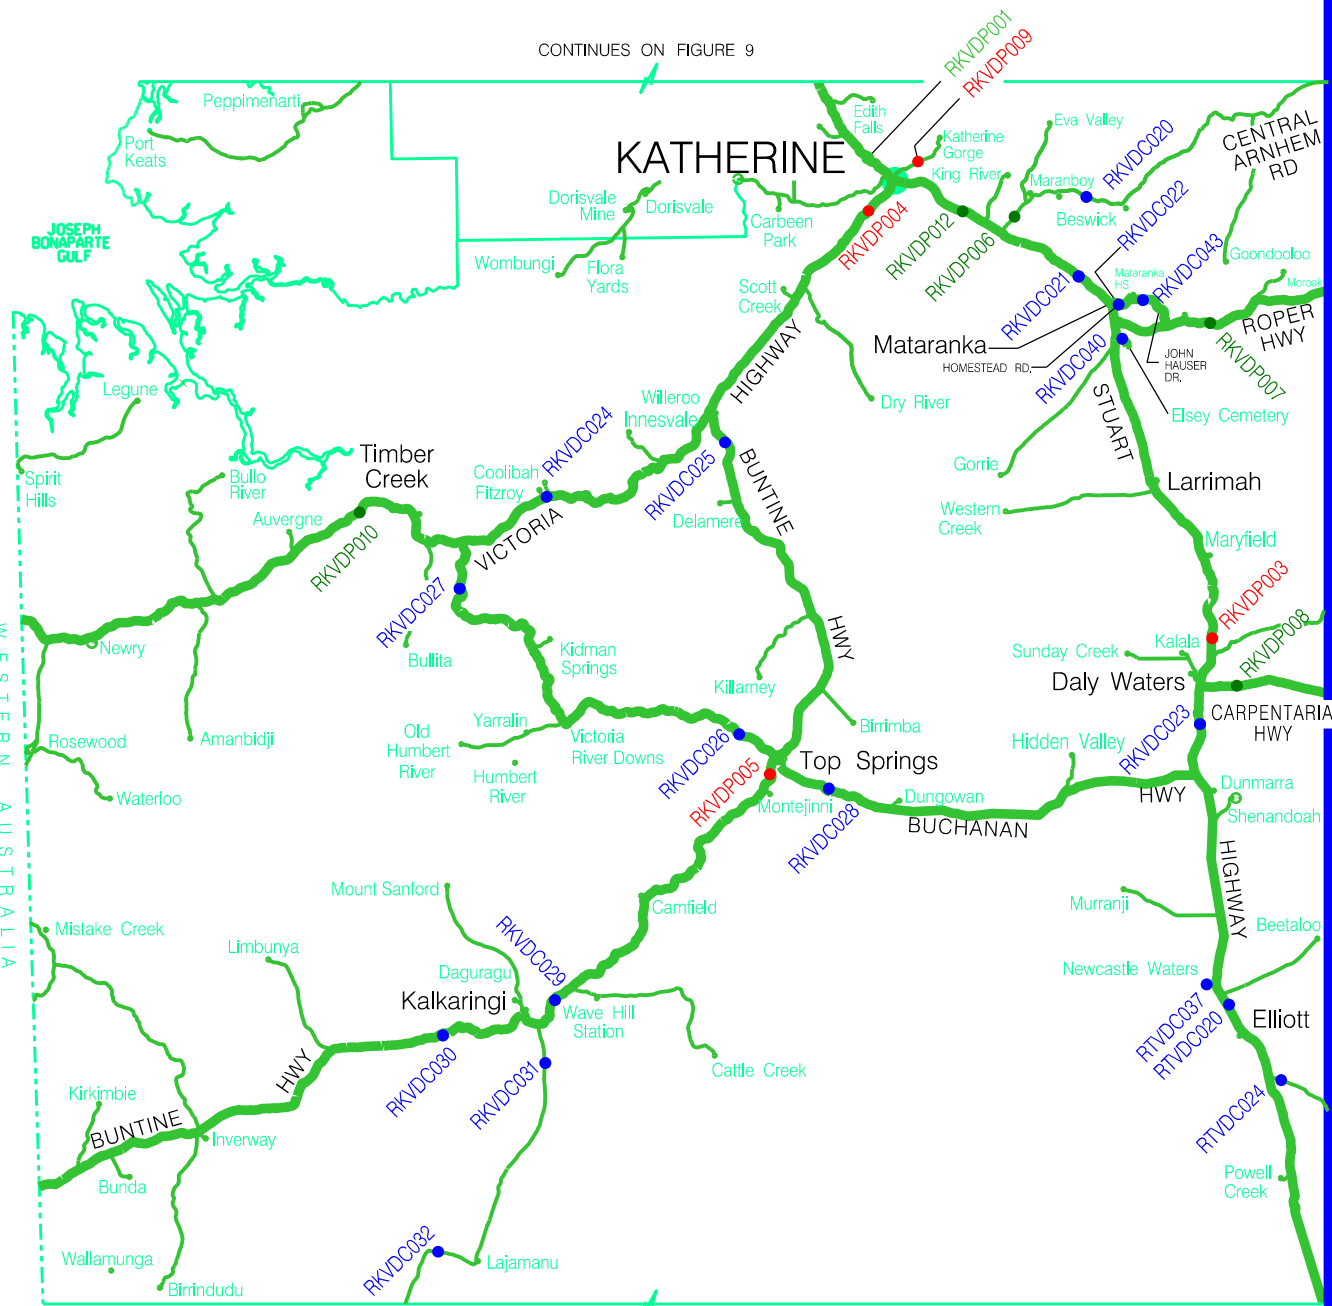 CONTINUES ON FIGURE 9
RKVDP001
RKVDP009
Peppimenarti
Port
Keats
Edith
Falls
KATHERINE
Katherine
Gorge
King River
Eva Valley
RKVDC020
CENTRAL
ARNHEM
RD
Maranboy
Beswick
RKVDC022
Dorisvale
Mine
Dorisvale
Carbeen
Park
RKVDP004
RKVDP012
RKVDP006
JOSEPH
BONAPARTE
GULF
Wombungi
Flora
Yards
Scott
Creek
RKVDC021
Mataranka
HS
RKVDC043
Goondooloo
Moroak
ROPER
HWY
RKVDP007
HIGHWAY
Mataranka
HOMESTEAD RD.
RKVDC040
JOHN
HAUSER
DR.
Elsey Cemetery
Legune
Willeroo
Innesvale
Dry River
STUART
Timber
Creek
Coolibah
Fitzroy
RKVDC024
RKVDC025
BUNTINE
Gorrie
Larrimah
Spirit
Hills
Bullo
River
Auvergne
RKVDP010
VICTORIA
Delamere
Western
Creek
Maryfield
RKVDC027
RKVDP003
RKVDP008
Newry
Bullita
Kidman
Springs
HWY
Killarney
Sunday Creek
Kalala
Daly Waters
CARPENTARIA
HWY
WESTERN AUSTRALIA
Rosewood
Amanbidji
Old
Humbert
River
Yarralin
Humbert
River
Victoria
River Downs
RKVDC026
Birrimba
Hidden Valley
RKVDC023
Waterloo
RKVDP005
Top Springs
Montejinni
RKVDC028
Dungowan
BUCHANAN
HWY
Dunmarra
Shenandoah
HIGHWAY
Mount Sanford
Camfield
Murranji
Beetaloo
Mistake Creek
Limbunya
RKVDC029
Daguragu
Kalkaringi
Wave Hill
Station
Newcastle Waters
RTVDC037
RTVDC020
Elliott
HWY
RKVDC030
RKVDC031
Cattle Creek
RTVDC024
Kirkimbie
BUNTINE
Inverway
Bunda
Powell
Creek
Wallamunga
Birrindudu
RKVDC032
Lajamanu